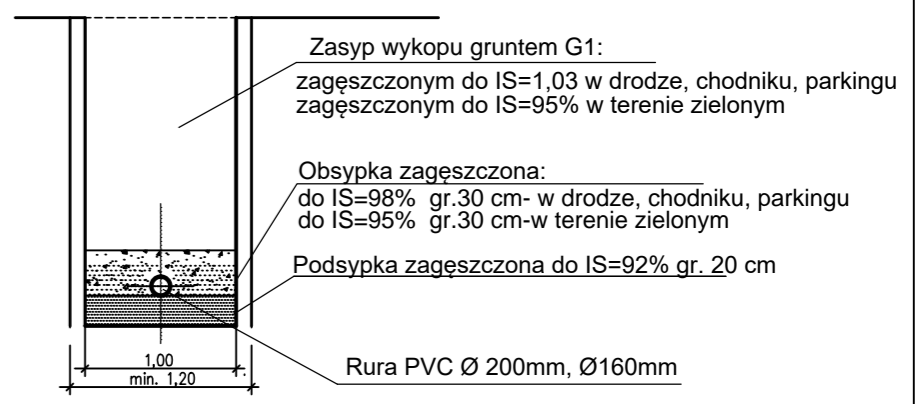 Zasyp wykopu gruntem G1:
zagęszczonym do IS=1,03 w drodze, chodniku, parkingu
zagęszczonym do IS=95% w terenie zielonym
Obsypka zagęszczona:
do IS=98% gr.30 cm- w drodze, chodniku, parkingu
do IS=95% gr.30 cm-w terenie zielonym
Podsypka zagęszczona do IS=92% gr. 20 cm
Rura PVC Ø 200mm, Ø160mm
1,00
min. 1,20